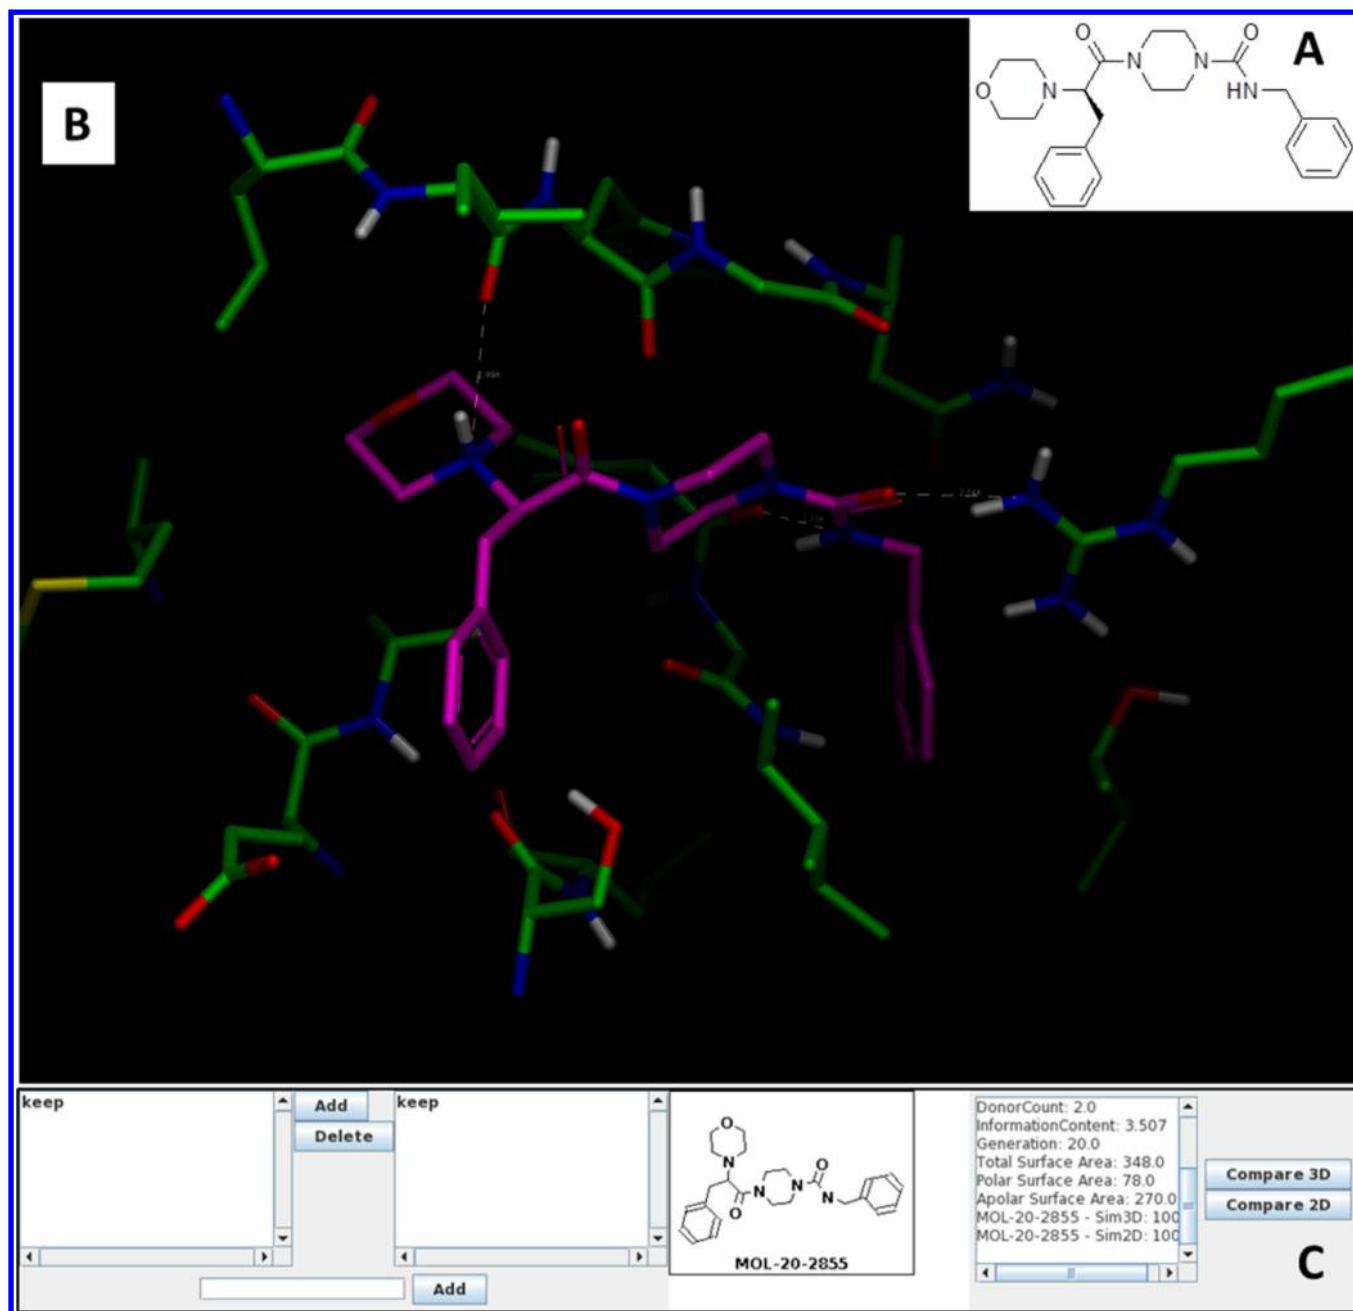 A
O
O
N
N
O
N
HN
B
keep
Add
Delete
keep
Add
O
N
N
N
O
O
N
MOL-20-2855
DonorCount: 2.0
InformationContent: 3.507
Generation: 20.0
Total Surface Area: 348.0
Polar Surface Area: 78.0
Apolar Surface Area: 270.0
MOL-20-2855 - Sim3D: 100
MOL-20-2855 - Sim2D: 100
Compare 3D
Compare 2D
C